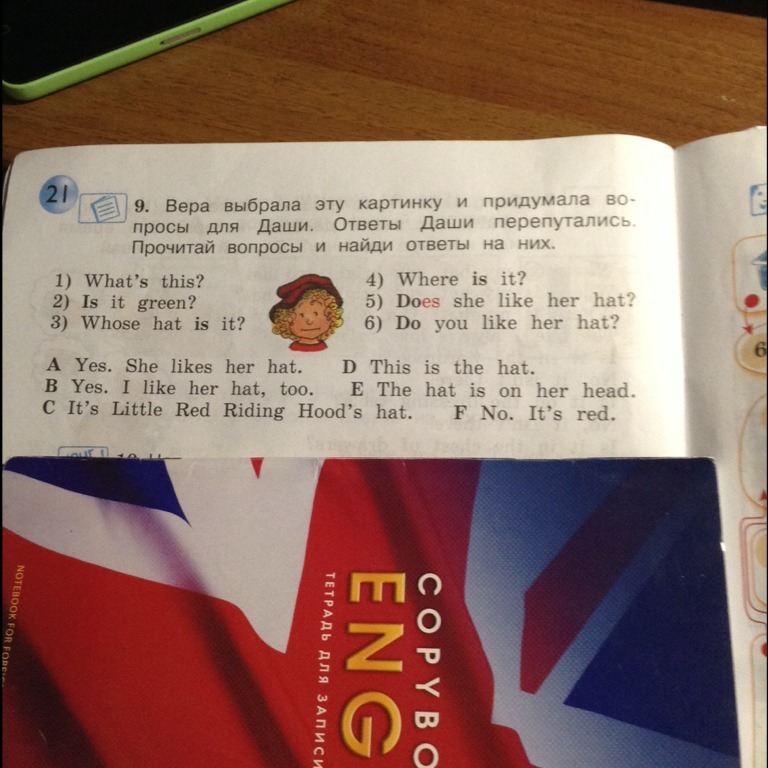 21
9. Вера выбрала эту картинку и придумала во-
просы для Даши. Ответы Даши перепутались.
Прочитай вопросы и найди ответы на них.
1) What's this?
2) Is it green?
3) Whose hat is it?
4) Where is it?
5) Does she like her hat?
6) Do you like her hat?
A Yes. She likes her hat. D This is the hat.
B Yes. I like her hat, too. E The hat is on her head.
C It's Little Red Riding Hood's hat. F No. It's red.
6
COPYBO
ENG
ТЕТРАДЬ ДЛЯ ЗАПИСИ
NOTEBOOK FOR